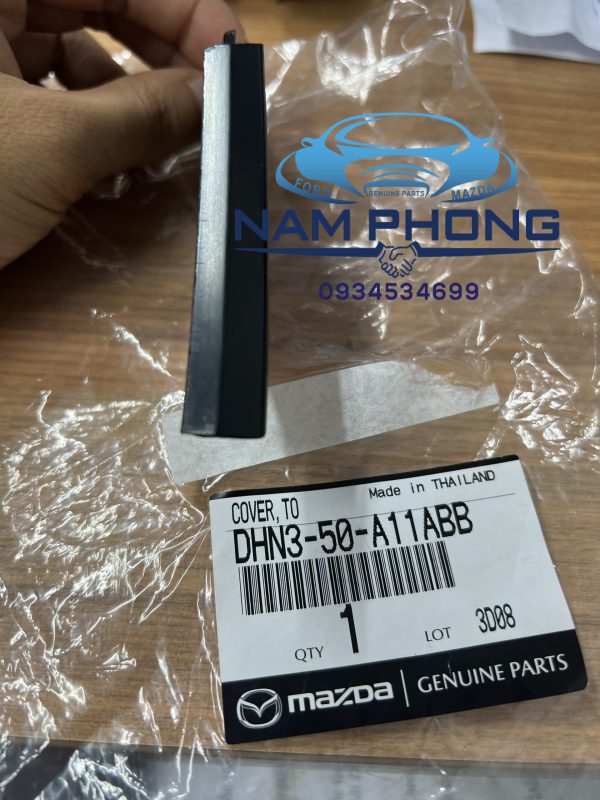 FORD
GENUINE PARTS
MAZDA
NAM PHONG
0934534699
Made in THAILAND
COVER, TO
DHN3-50-A11ABB
QTY 1 LOT 3D08
mazda GENUINE PARTS